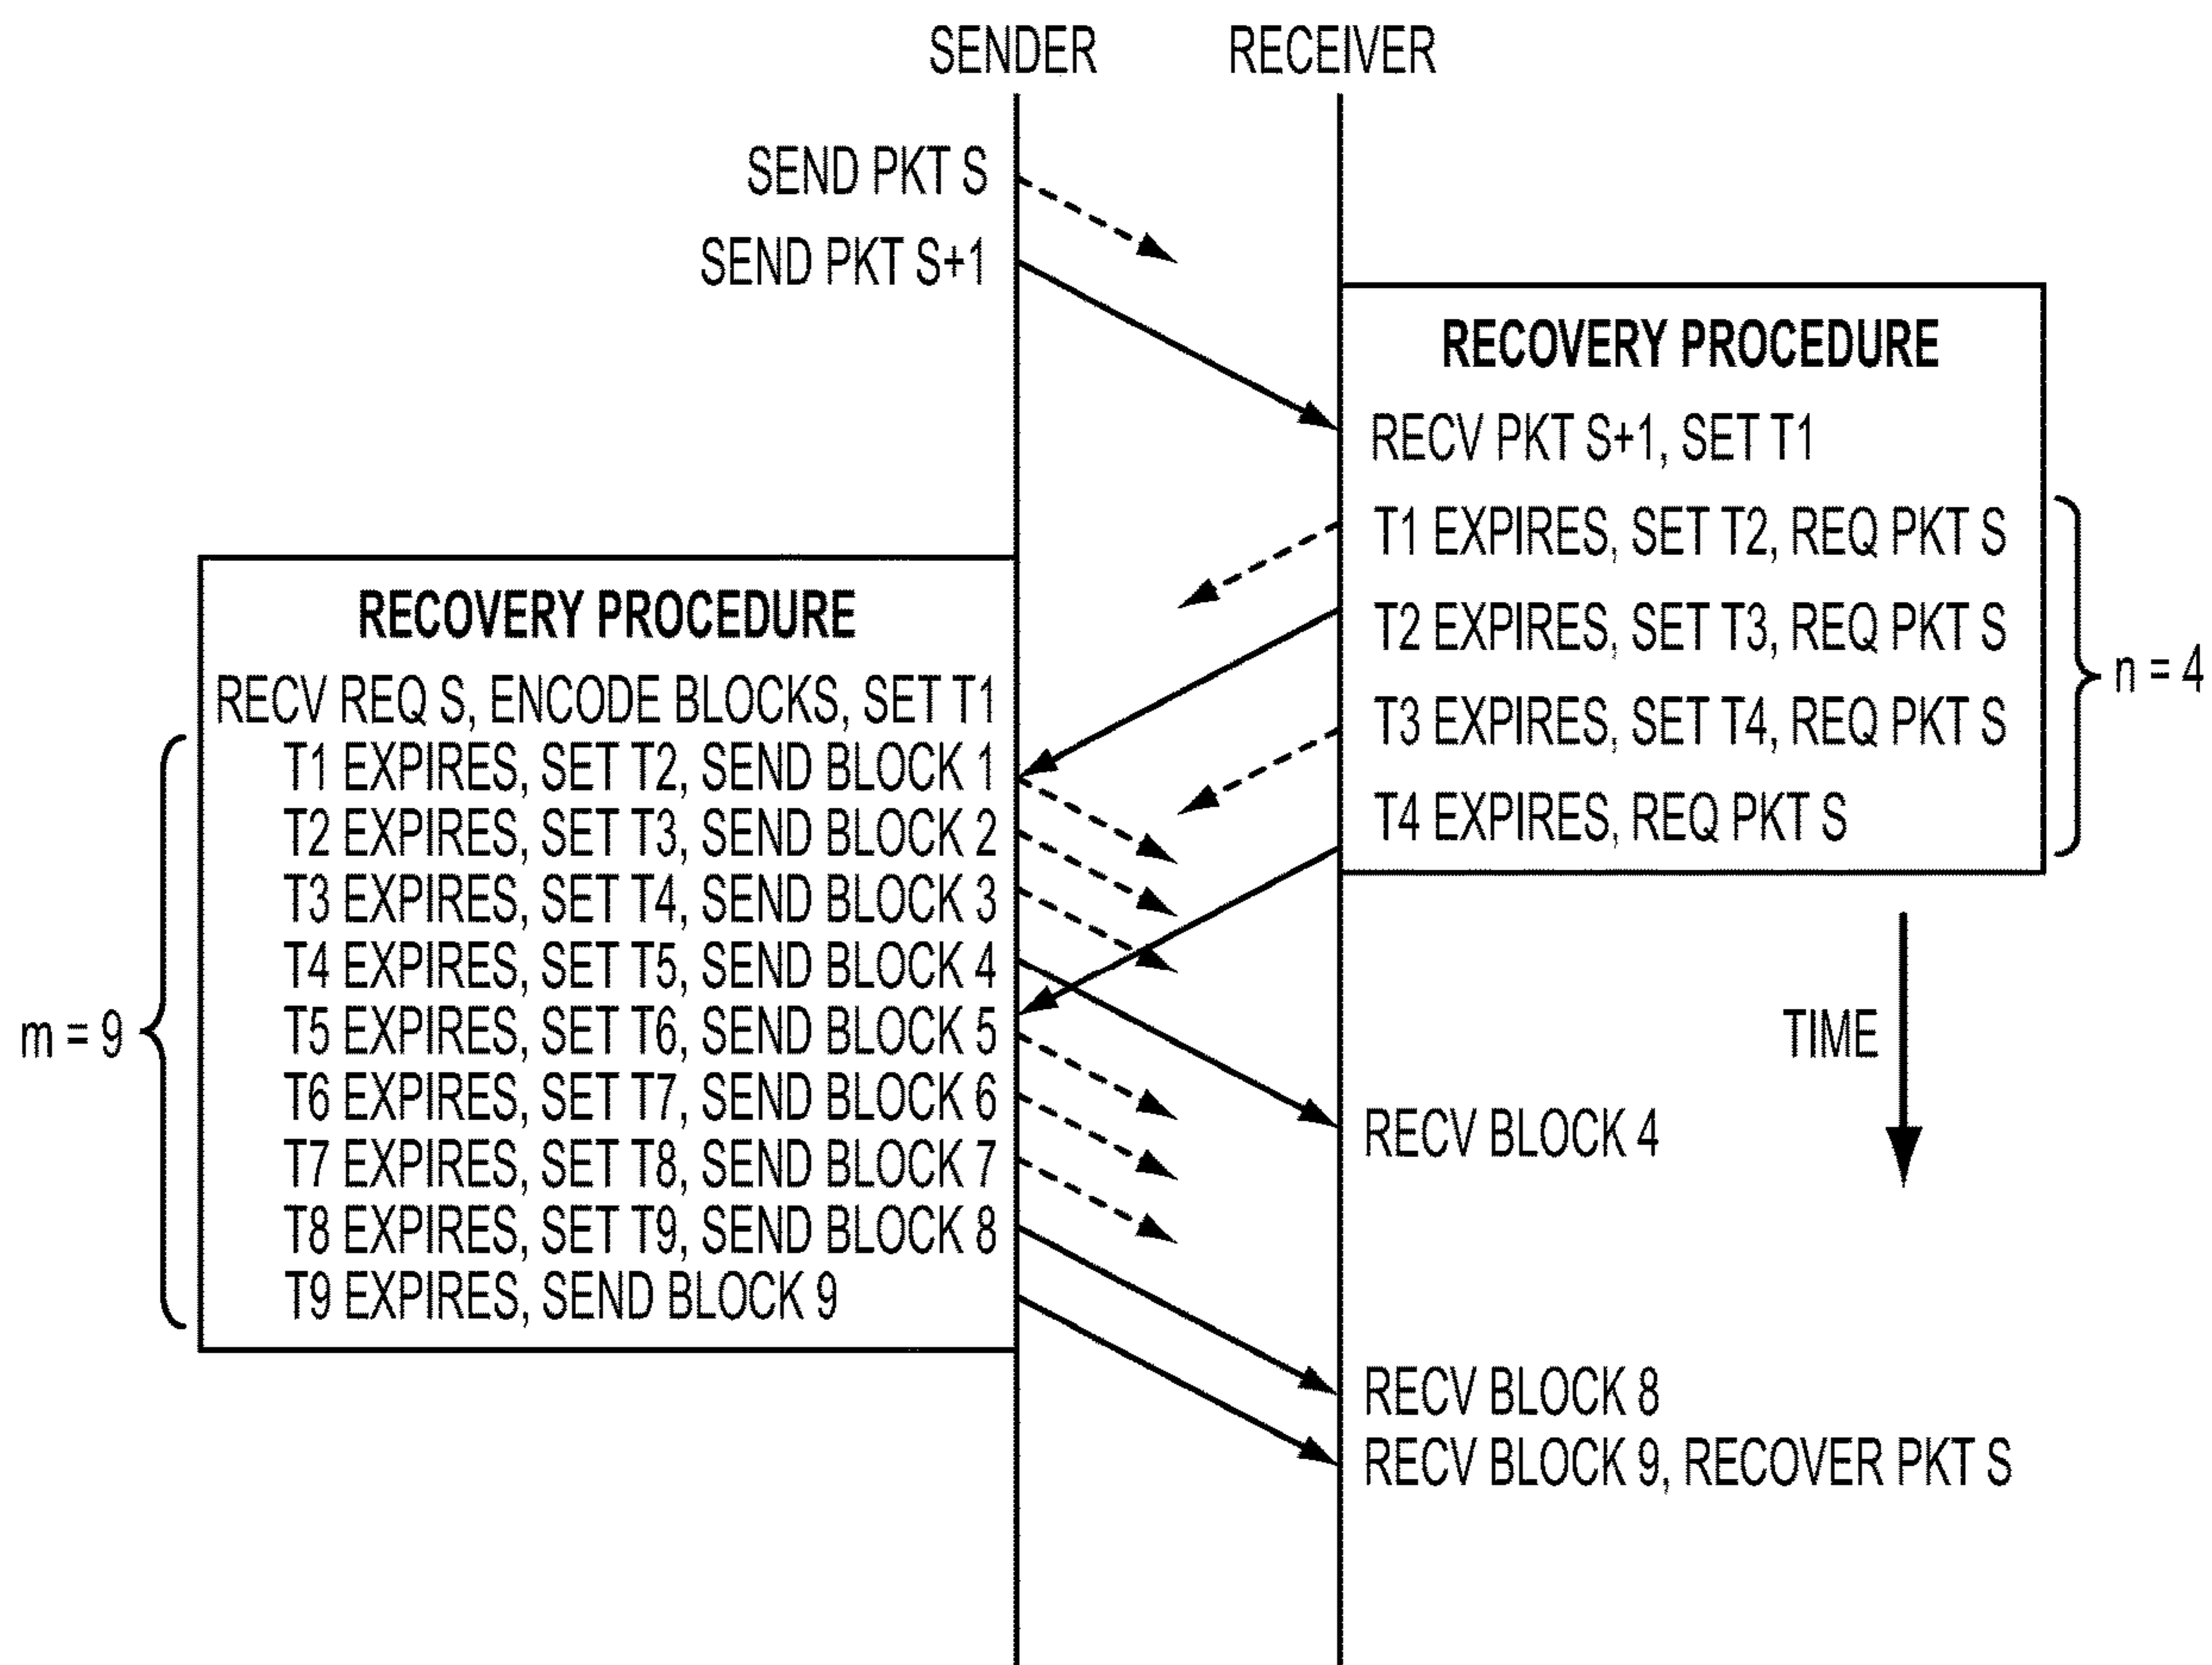 SENDER
RECEIVER
SEND PKT S
SEND PKT S+1
RECOVERY PROCEDURE
RECV PKT S+1, SET T1
T1 EXPIRES, SET T2, REQ PKT S
T2 EXPIRES, SET T3, REQ PKT S
T3 EXPIRES, SET T4, REQ PKT S
T4 EXPIRES, REQ PKT S
n = 4
RECOVERY PROCEDURE
RECV REQ S, ENCODE BLOCKS, SET T1
T1 EXPIRES, SET T2, SEND BLOCK 1
T2 EXPIRES, SET T3, SEND BLOCK 2
T3 EXPIRES, SET T4, SEND BLOCK 3
T4 EXPIRES, SET T5, SEND BLOCK 4
T5 EXPIRES, SET T6, SEND BLOCK 5
T6 EXPIRES, SET T7, SEND BLOCK 6
T7 EXPIRES, SET T8, SEND BLOCK 7
T8 EXPIRES, SET T9, SEND BLOCK 8
T9 EXPIRES, SEND BLOCK 9
m = 9
TIME
RECV BLOCK 4
RECV BLOCK 8
RECV BLOCK 9, RECOVER PKT S